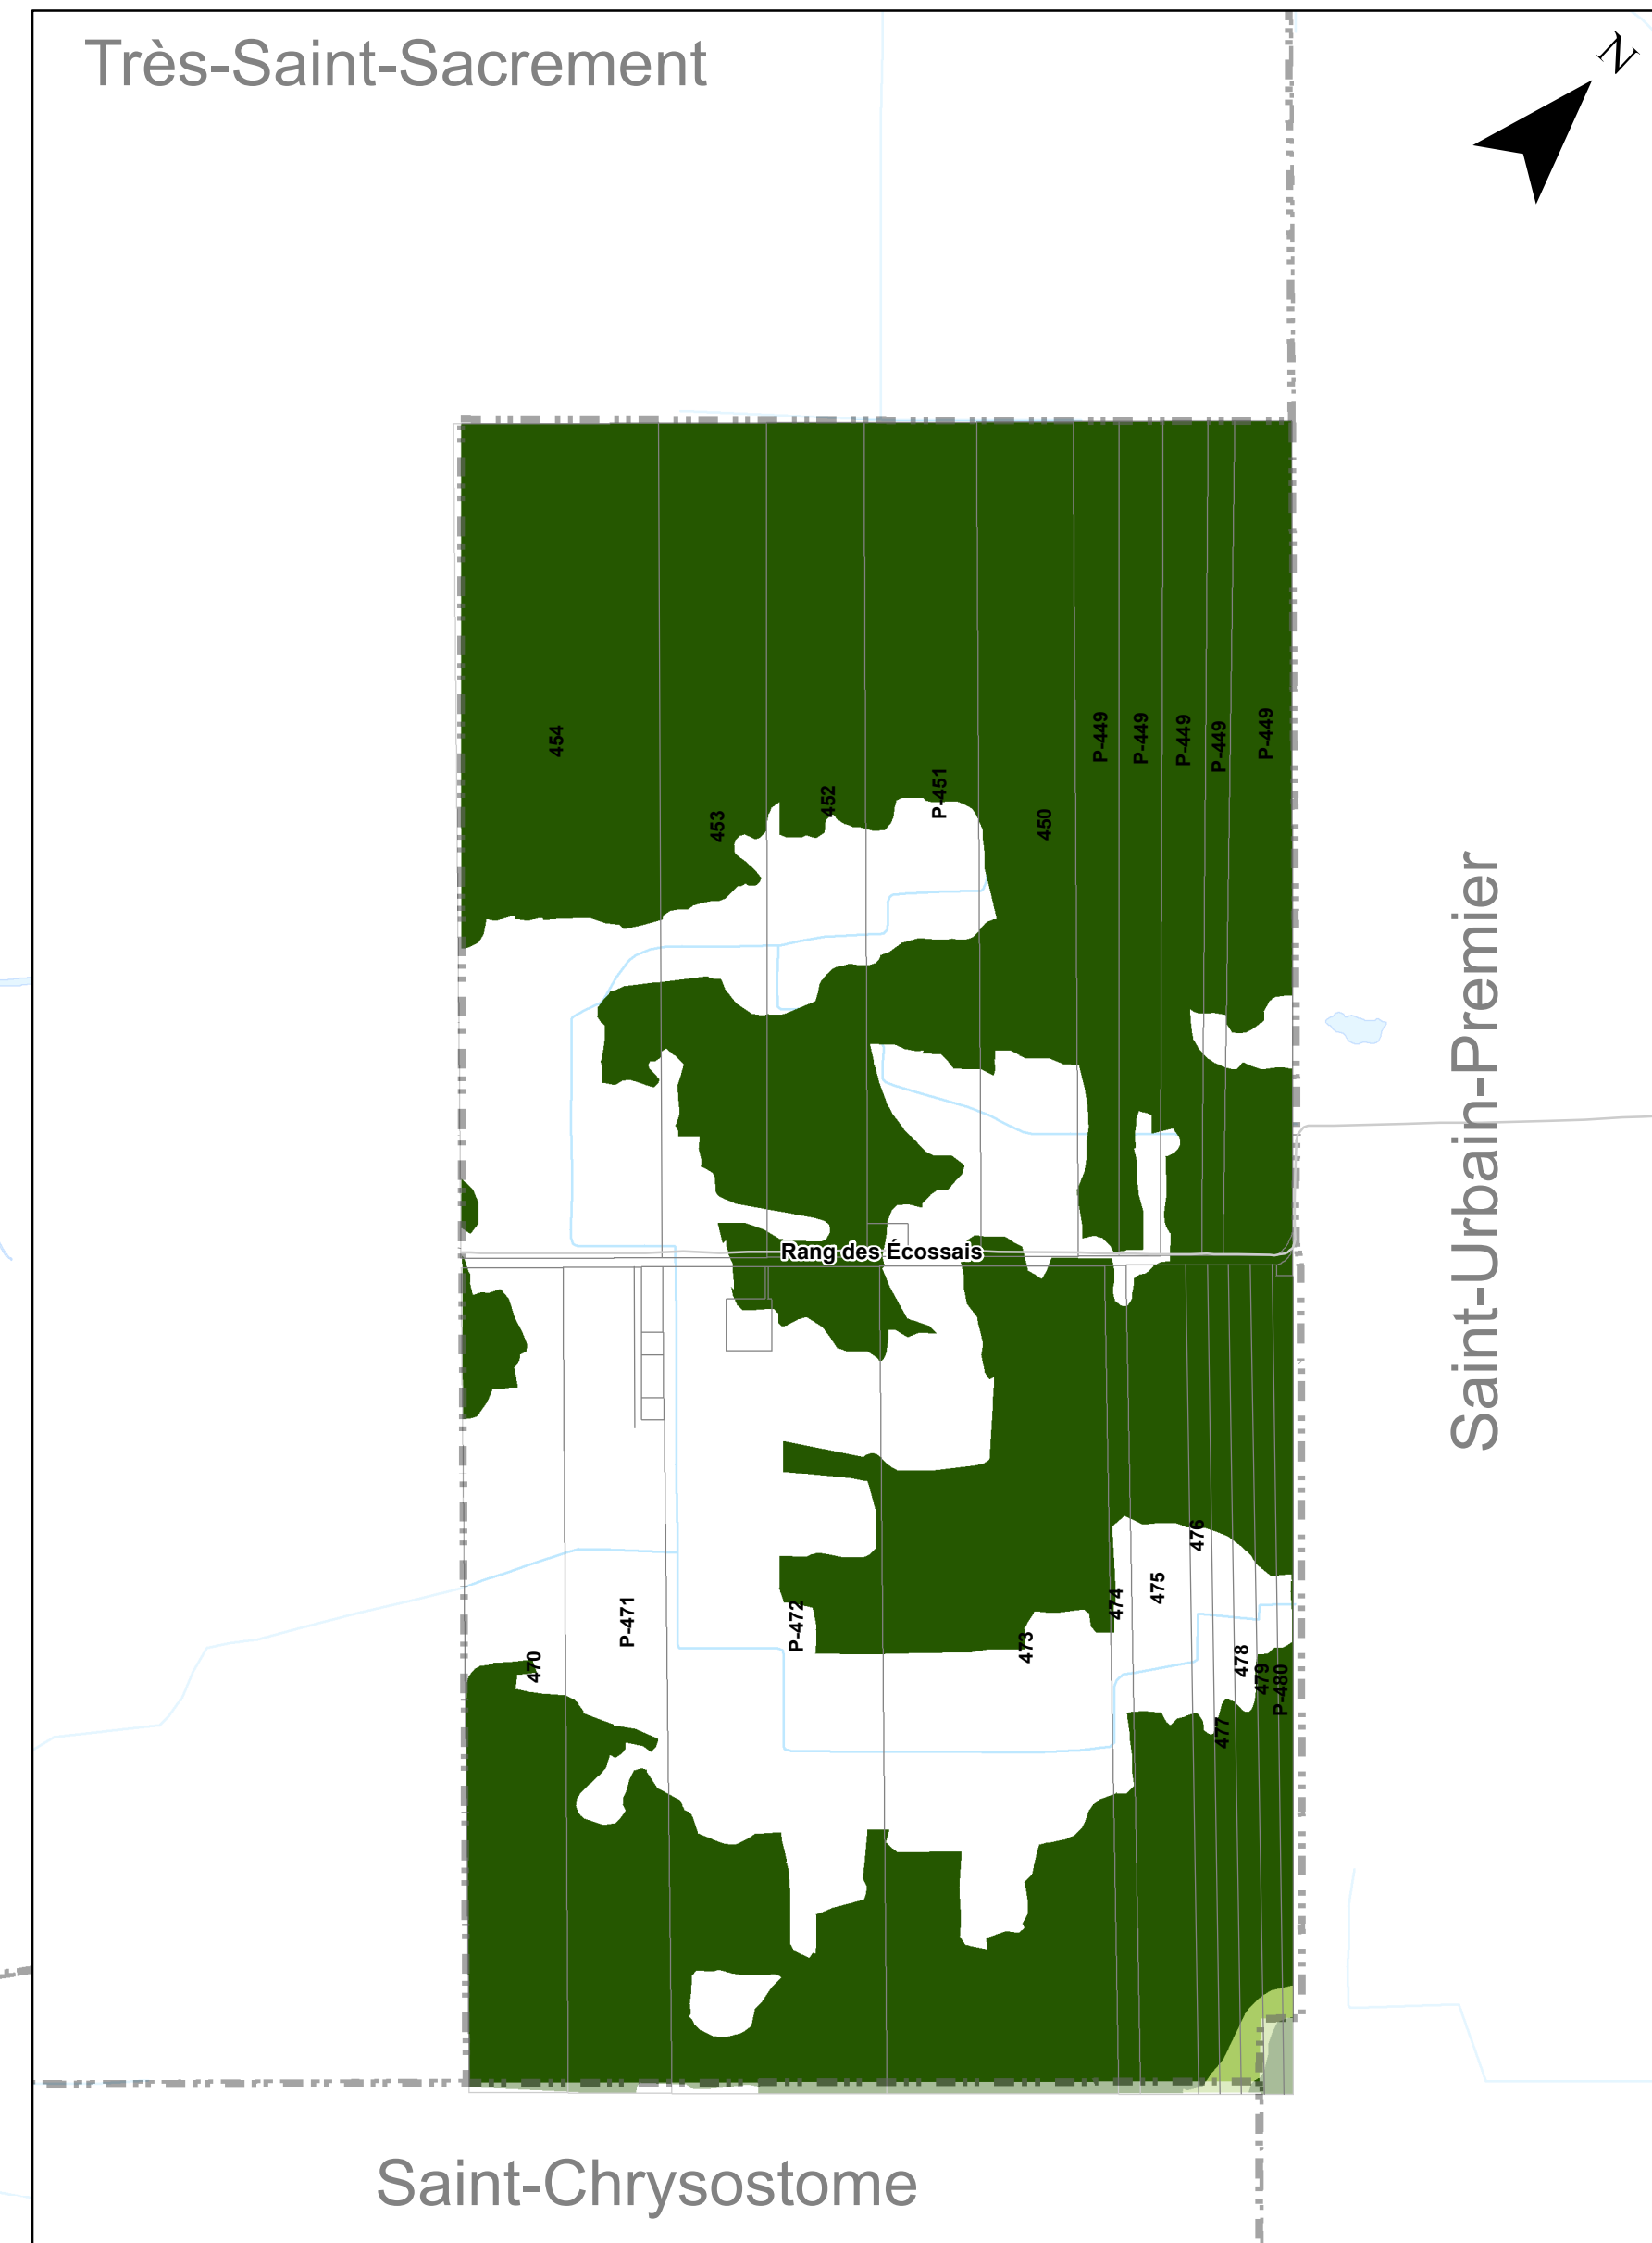 Très-Saint-Sacrement
N
454
453
452
P-451
450
P-449
P-449
P-449
P-449
P-449
Saint-Urbain-Premier
Rang des Écossais
470
P-471
P-472
473
474
475
476
477
478
479
P-480
Saint-Chrysostome